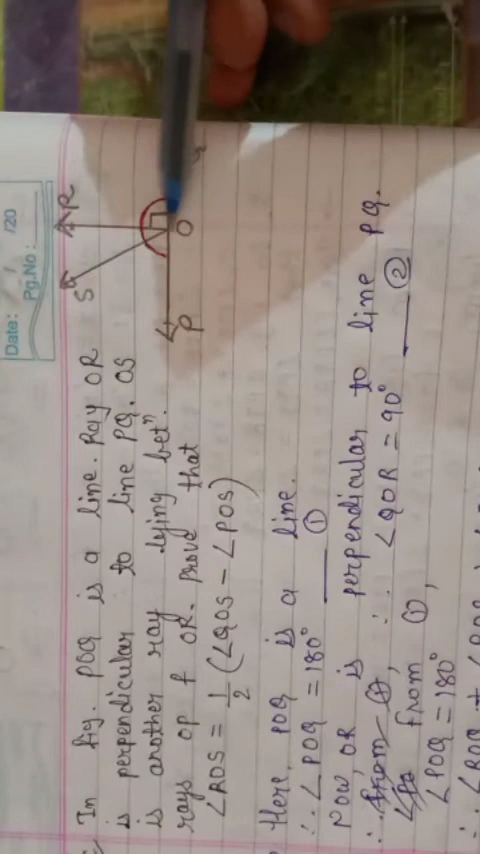 Date: / / 20
Pg.No:
In fig. POQ is a line. Ray OR
is perpendicular to line PQ. OS
is another ray lying betⁿ.
rays OP & OR. Prove that
∠ROS = 1/2 (∠QOS - ∠POS)
R
S
O
P
Here, POQ is a line.
∴ ∠POQ = 180° ___ ①
Now, OR is perpendicular to line PQ.
∴ ∠QOR = 90° ___ ②
from ①,
∠POQ = 180°